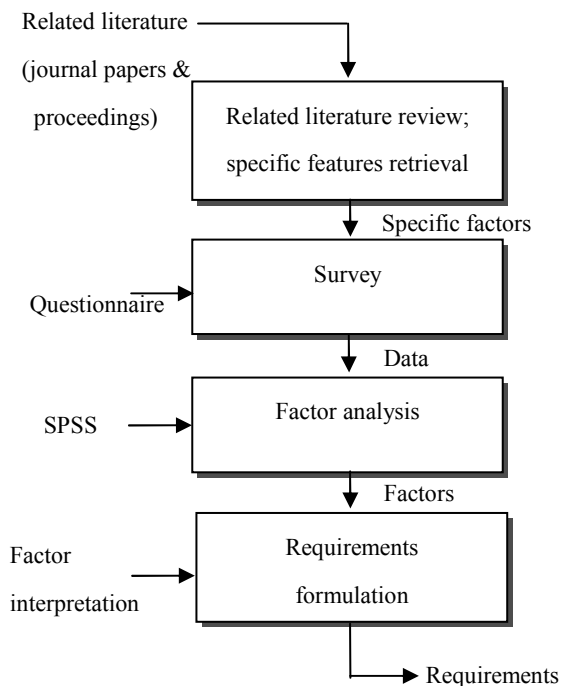 Related literature
(journal papers &
proceedings)
Related literature review;
specific features retrieval
Specific factors
Survey
Questionnaire
Data
Factor analysis
SPSS
Factors
Requirements
formulation
Factor
interpretation
Requirements